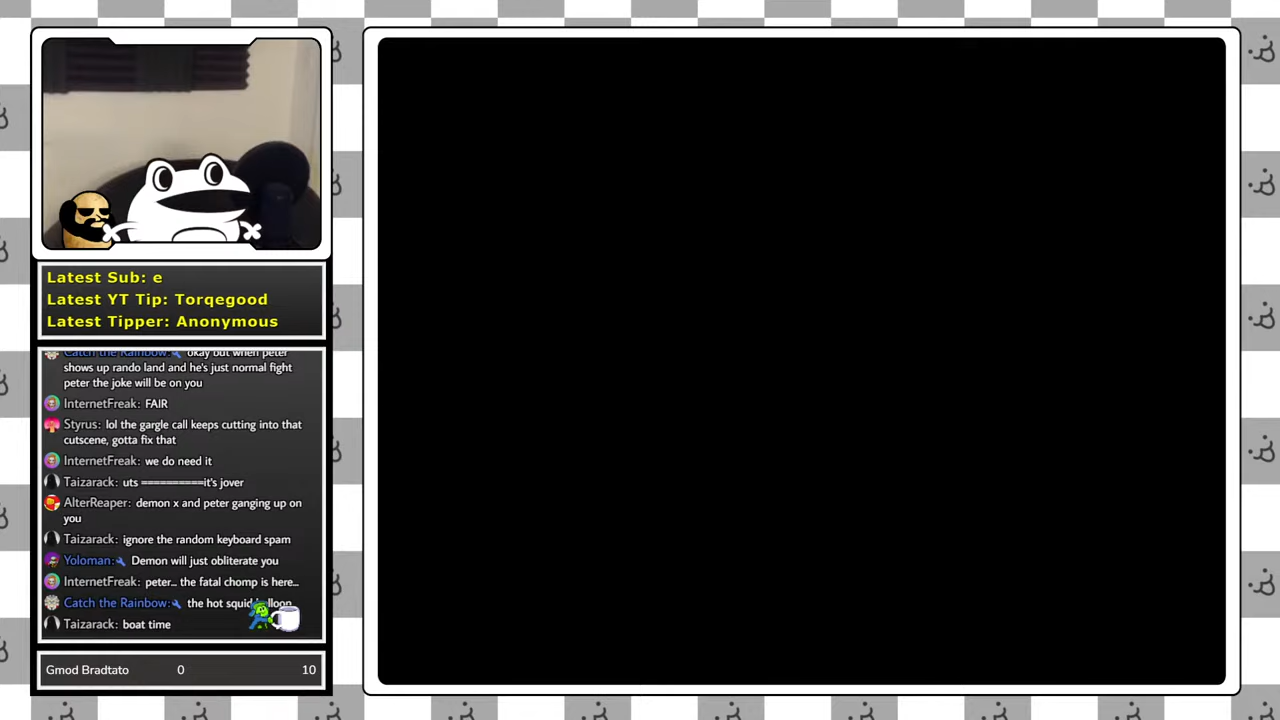 Latest Sub: e
Latest YT Tip: Torqegood
Latest Tipper: Anonymous
Catch the Rainbow: okay but when peter
shows up rando land and he's just normal fight
peter the joke will be on you
InternetFreak: FAIR
Styrus: lol the gargle call keeps cutting into that
cutscene, gotta fix that
InternetFreak: we do need it
Taizarack: uts ==========it's jover
AlterReaper: demon x and peter ganging up on
you
Taizarack: ignore the random keyboard spam
Yoloman: Demon will just obliterate you
InternetFreak: peter... the fatal chomp is here...
Catch the Rainbow: the hot squid
Taizarack: boat time
Gmod Bradtato 0 10